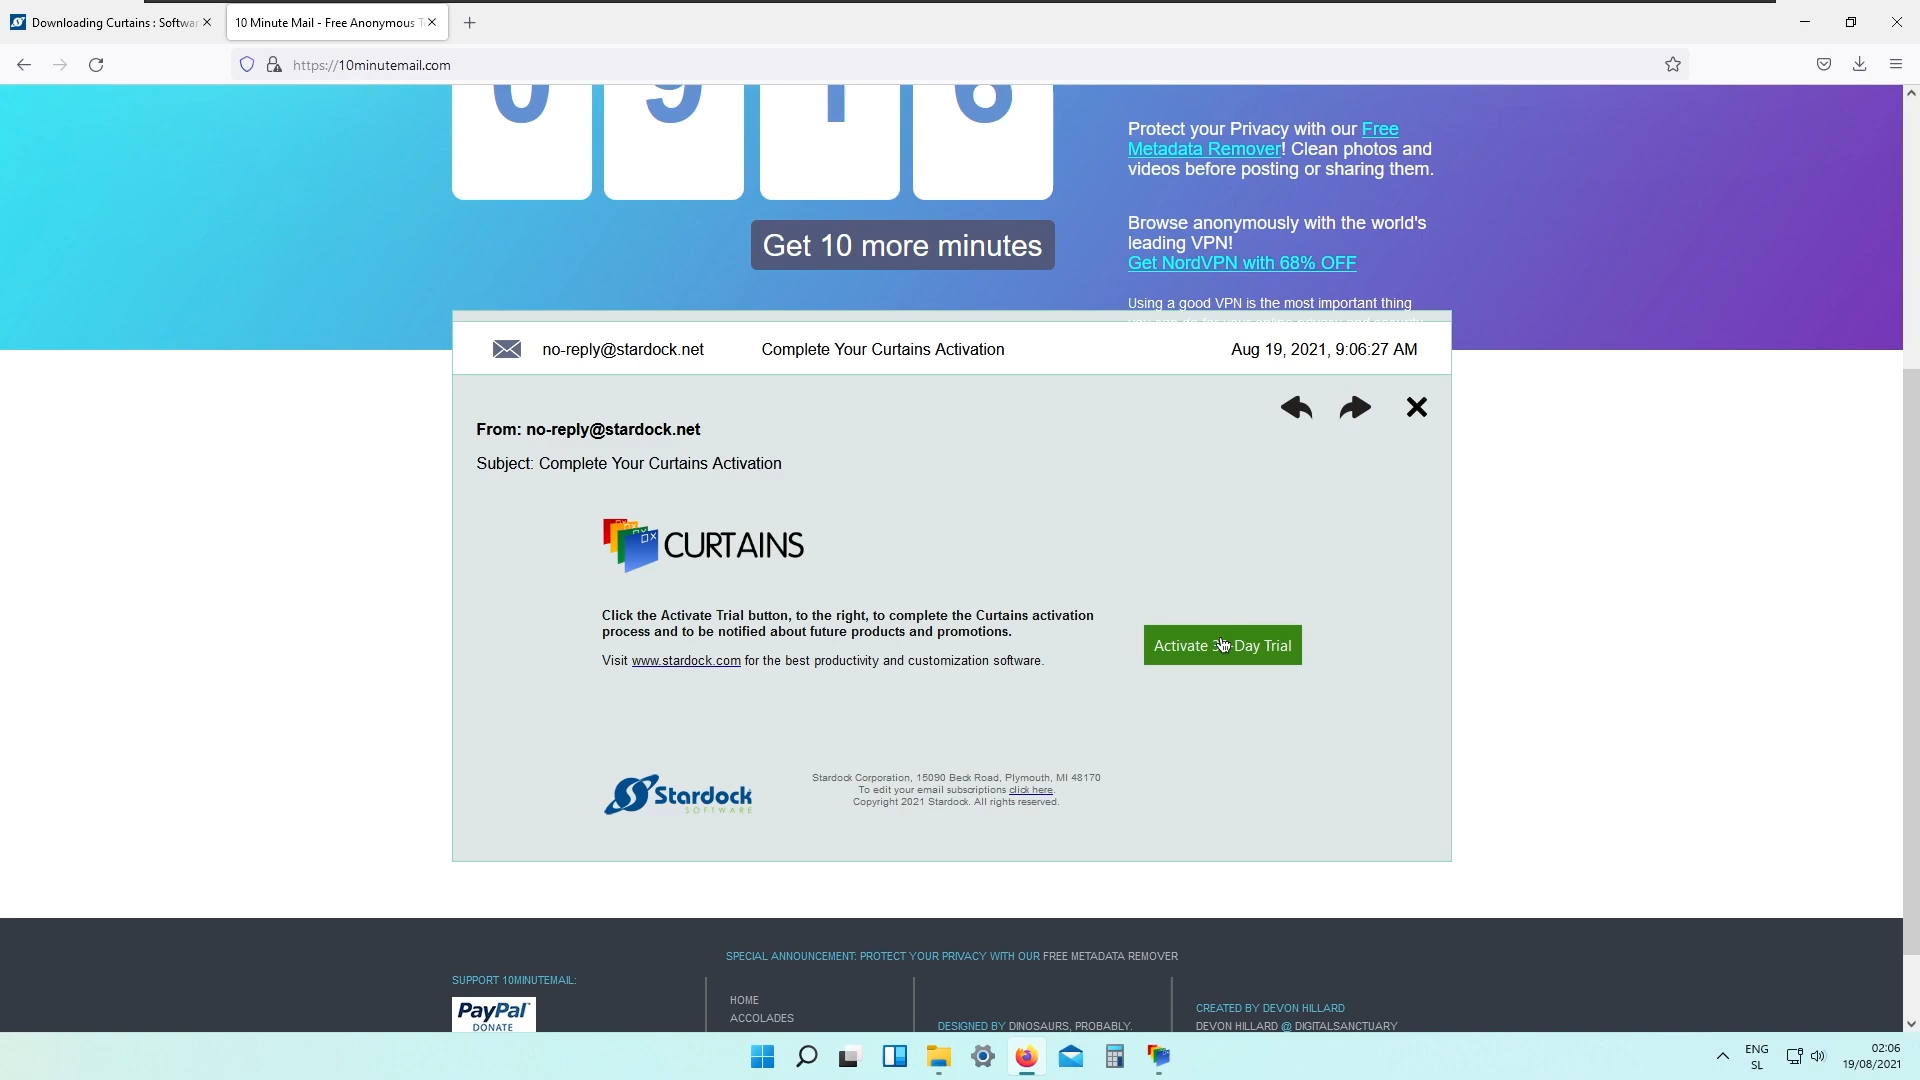 Downloading Curtains : Softwar
10 Minute Mail - Free Anonymous
https://10minutemail.com
0 9 1 6
Protect your Privacy with our Free
Metadata Remover! Clean photos and
videos before posting or sharing them.
Get 10 more minutes
Browse anonymously with the world's
leading VPN!
Get NordVPN with 68% OFF
Using a good VPN is the most important thing
no-reply@stardock.net Complete Your Curtains Activation Aug 19, 2021, 9:06:27 AM
From: no-reply@stardock.net
Subject: Complete Your Curtains Activation
CURTAINS
Click the Activate Trial button, to the right, to complete the Curtains activation
process and to be notified about future products and promotions.
Visit www.stardock.com for the best productivity and customization software.
Activate -Day Trial
Stardock
SOFTWARE
Stardock Corporation, 15090 Beck Road, Plymouth, MI 48170
To edit your email subscriptions click here.
Copyright 2021 Stardock. All rights reserved.
SPECIAL ANNOUNCEMENT: PROTECT YOUR PRIVACY WITH OUR FREE METADATA REMOVER
SUPPORT 10MINUTEMAIL:
PayPal
DONATE
HOME
ACCOLADES
DESIGNED BY DINOSAURS, PROBABLY.
CREATED BY DEVON HILLARD
DEVON HILLARD @ DIGITALSANCTUARY
ENG
SL
02:06
19/08/2021